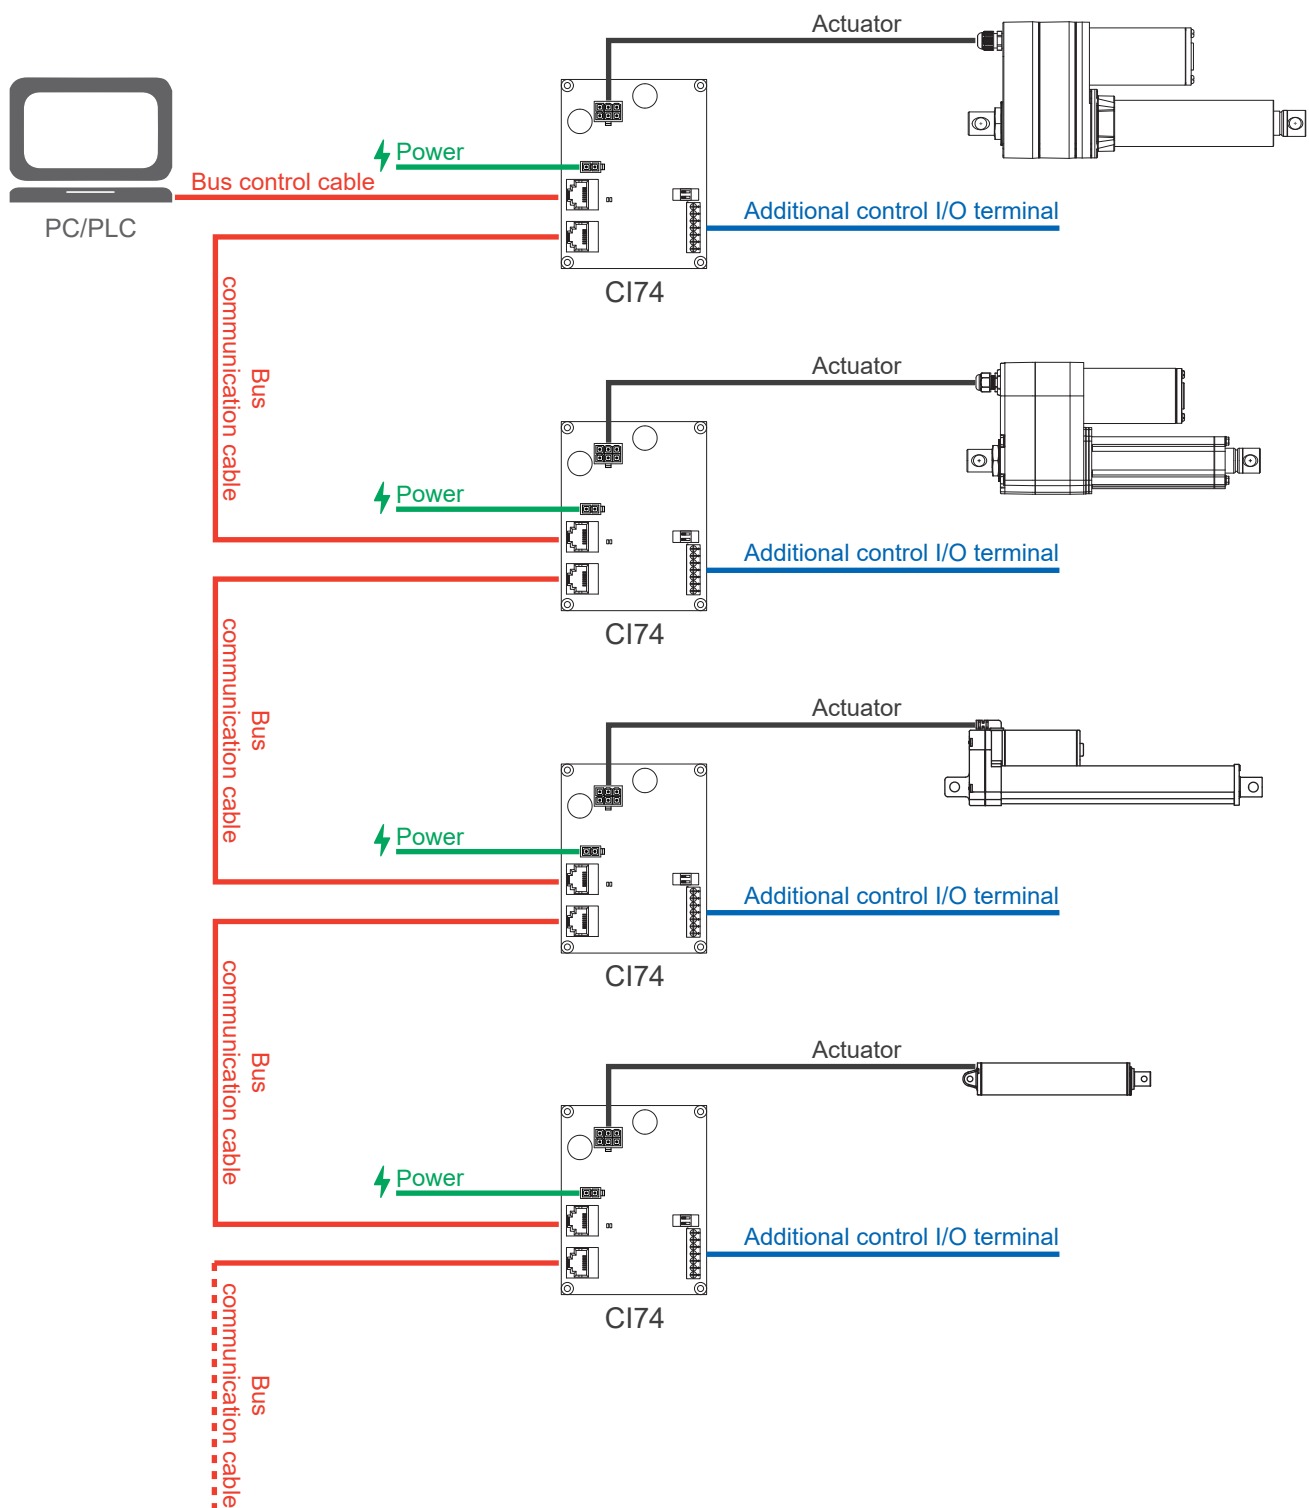 Actuator
Power
Bus control cable
PC/PLC
Additional control I/O terminal
CI74
Bus
communication cable
Actuator
Power
Additional control I/O terminal
CI74
Bus
communication cable
Actuator
Power
Additional control I/O terminal
CI74
Bus
communication cable
Actuator
Power
Additional control I/O terminal
CI74
Bus
communication cable